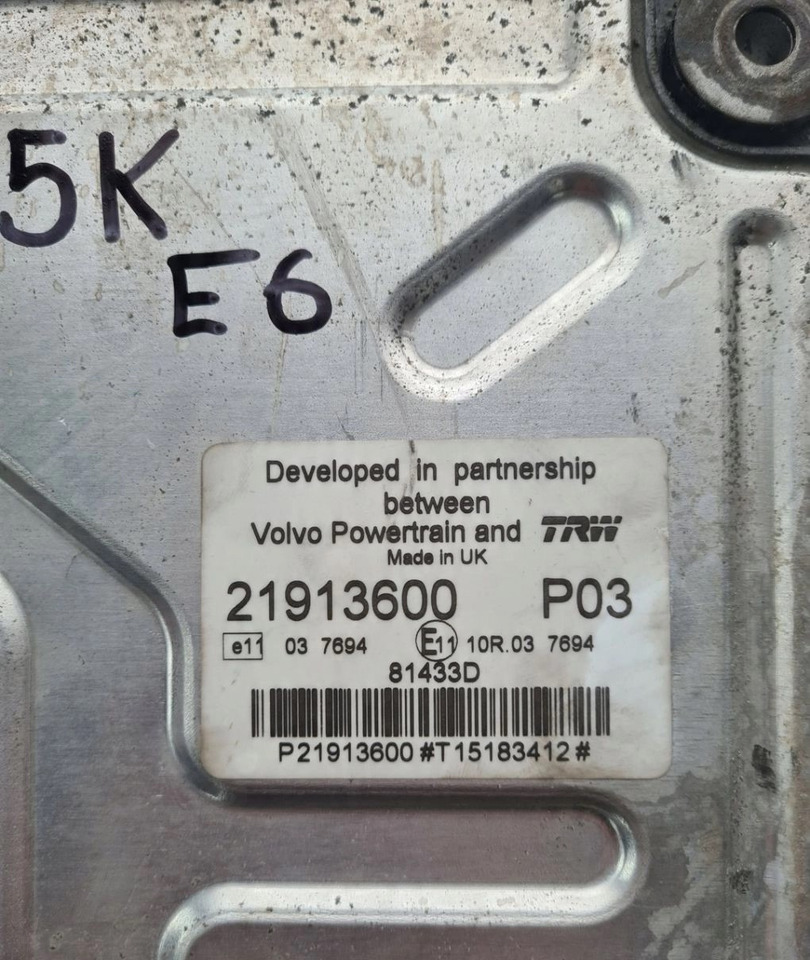 5K
E6
Developed in partnership
between
Volvo Powertrain and TRW
Made in UK
21913600 P03
e11 03 7694 E11 10R.03 7694
81433D
P21913600#T15183412#